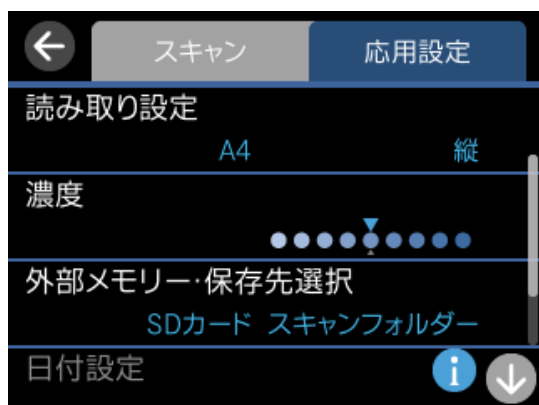 スキャン 応用設定
読み取り設定
A4 縦
濃度
外部メモリー・保存先選択
SDカード スキャンフォルダー
日付設定 i